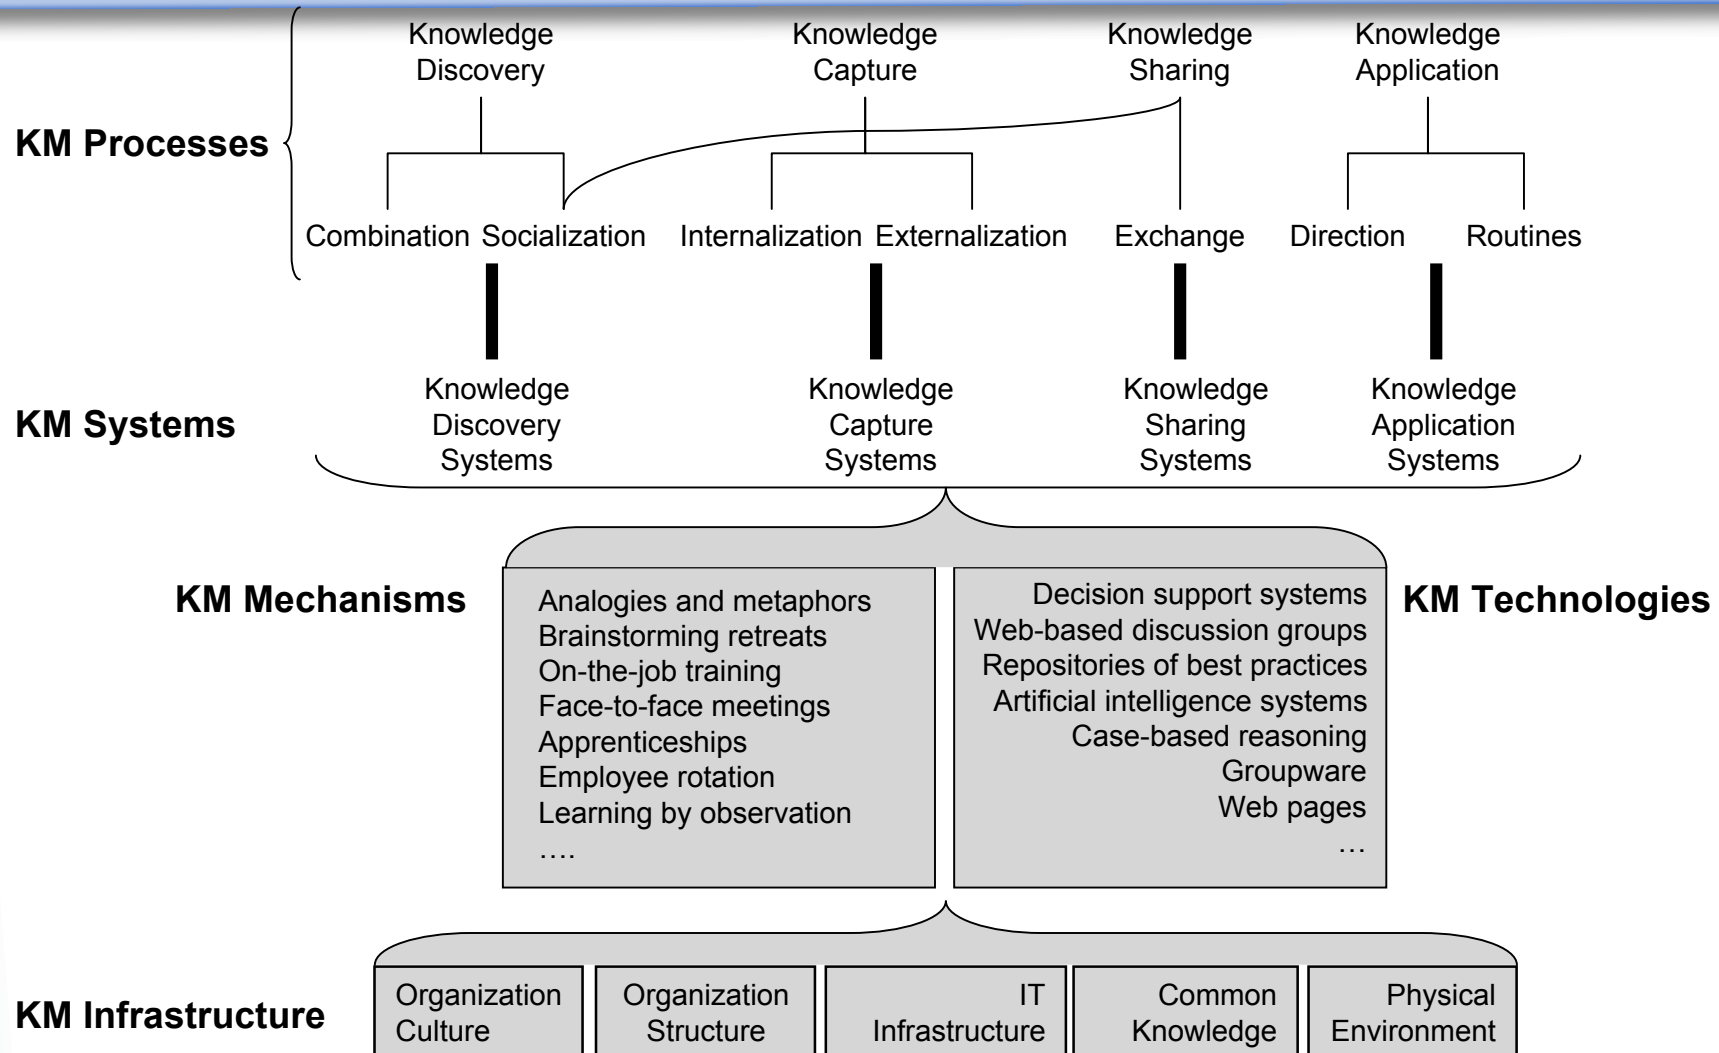 Knowledge
Discovery
Knowledge
Capture
Knowledge
Sharing
Knowledge
Application
KM Processes
Combination
Socialization
Internalization
Externalization
Exchange
Direction
Routines
KM Systems
Knowledge
Discovery
Systems
Knowledge
Capture
Systems
Knowledge
Sharing
Systems
Knowledge
Application
Systems
KM Mechanisms
Analogies and metaphors
Brainstorming retreats
On-the-job training
Face-to-face meetings
Apprenticeships
Employee rotation
Learning by observation
….
Decision support systems
Web-based discussion groups
Repositories of best practices
Artificial intelligence systems
Case-based reasoning
Groupware
Web pages
…
KM Technologies
KM Infrastructure
Organization
Culture
Organization
Structure
IT
Infrastructure
Common
Knowledge
Physical
Environment